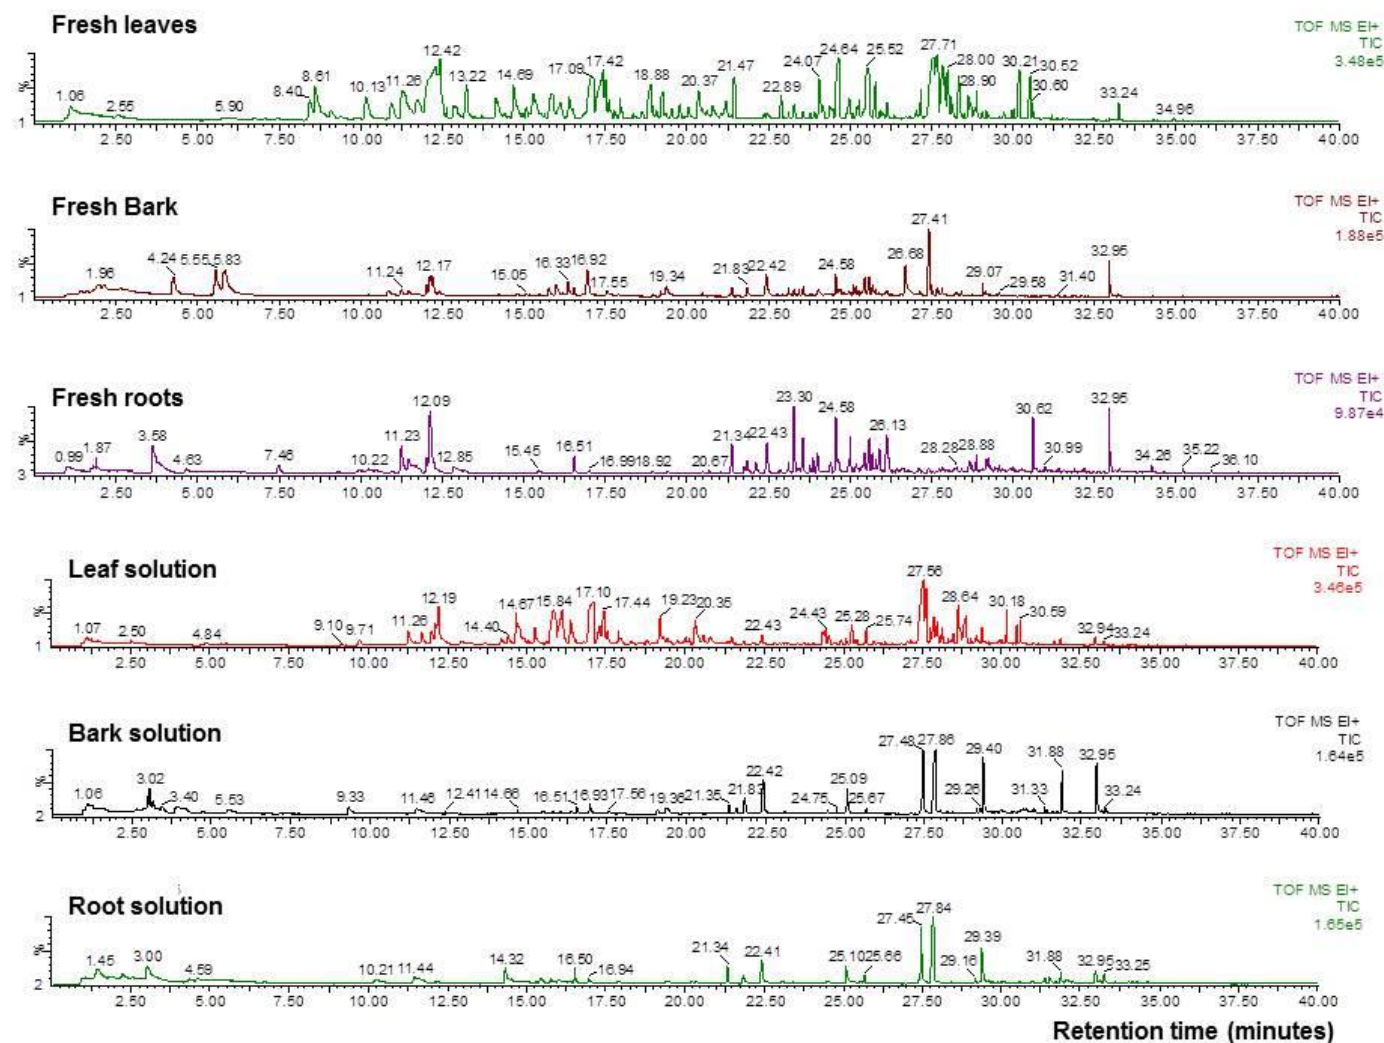 Fresh leaves
TOF MS EI+
TIC
3.48e5
1.06 2.55 5.90 8.40 8.61 10.13 11.26 12.42 13.22 14.69 17.09 17.42 18.88 20.37 21.47 22.89 24.07 24.64 25.52 27.71 28.00 28.90 30.21 30.52 30.60 33.24 34.96
%
1
2.50 5.00 7.50 10.00 12.50 15.00 17.50 20.00 22.50 25.00 27.50 30.00 32.50 35.00 37.50 40.00
Fresh Bark
TOF MS EI+
TIC
1.88e5
1.96 4.24 5.55 5.83 11.24 12.17 15.05 16.33 16.92 17.55 19.34 21.83 22.42 24.58 26.68 27.41 29.07 29.58 31.40 32.95
%
1
2.50 5.00 7.50 10.00 12.50 15.00 17.50 20.00 22.50 25.00 27.50 30.00 32.50 35.00 37.50 40.00
Fresh roots
TOF MS EI+
TIC
9.87e4
0.99 1.87 3.58 4.63 7.46 10.22 11.23 12.09 12.85 15.45 16.51 16.99 18.92 20.67 21.34 22.43 23.30 24.58 26.13 28.28 28.88 30.62 30.99 32.95 34.26 35.22 36.10
%
3
2.50 5.00 7.50 10.00 12.50 15.00 17.50 20.00 22.50 25.00 27.50 30.00 32.50 35.00 37.50 40.00
Leaf solution
TOF MS EI+
TIC
3.46e5
1.07 2.50 4.84 9.10 9.71 11.26 12.19 14.40 14.67 15.84 17.10 17.44 19.23 20.35 22.43 24.43 25.28 25.74 27.56 28.64 30.18 30.59 32.94 33.24
%
1
2.50 5.00 7.50 10.00 12.50 15.00 17.50 20.00 22.50 25.00 27.50 30.00 32.50 35.00 37.50 40.00
Bark solution
TOF MS EI+
TIC
1.64e5
1.06 3.02 3.40 5.53 9.33 11.46 12.41 14.66 16.51 16.93 17.56 19.36 21.35 21.83 22.42 24.75 25.09 25.67 27.48 27.86 29.26 29.40 31.33 31.88 32.95 33.24
%
2
2.50 5.00 7.50 10.00 12.50 15.00 17.50 20.00 22.50 25.00 27.50 30.00 32.50 35.00 37.50 40.00
Root solution
TOF MS EI+
TIC
1.65e5
1.45 3.00 4.59 10.21 11.44 14.32 16.50 16.94 21.34 22.41 25.10 25.66 27.45 27.84 29.16 29.39 31.88 32.95 33.25
%
2
2.50 5.00 7.50 10.00 12.50 15.00 17.50 20.00 22.50 25.00 27.50 30.00 32.50 35.00 37.50 40.00
Retention time (minutes)